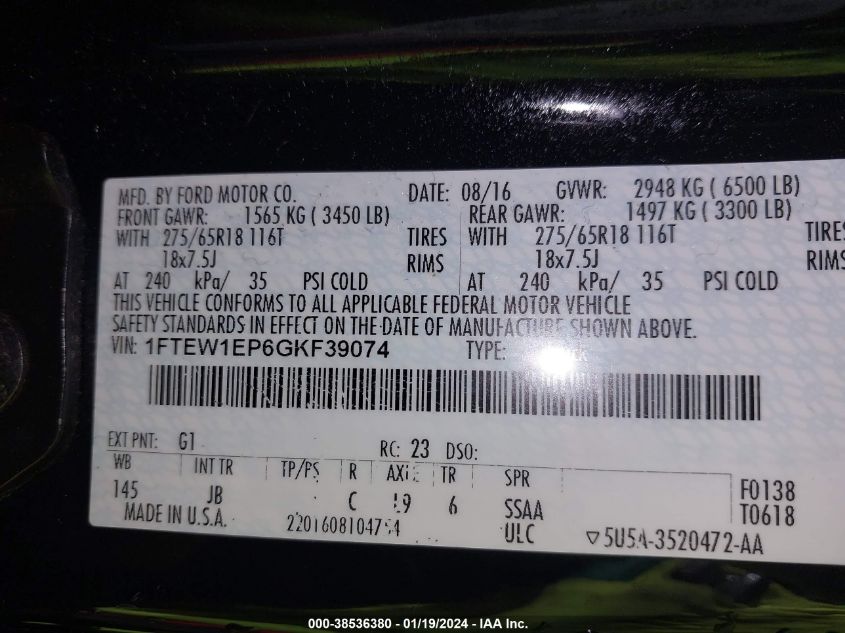 MFD. BY FORD MOTOR CO. DATE: 08/16 GVWR: 2948 KG ( 6500 LB)
FRONT GAWR: 1565 KG ( 3450 LB) REAR GAWR: 1497 KG ( 3300 LB)
WITH 275/65R18 116T TIRES WITH 275/65R18 116T TIRES
18x7.5J RIMS 18x7.5J RIMS
AT 240 kPa/ 35 PSI COLD AT 240 kPa/ 35 PSI COLD
THIS VEHICLE CONFORMS TO ALL APPLICABLE FEDERAL MOTOR VEHICLE
SAFETY STANDARDS IN EFFECT ON THE DATE OF MANUFACTURE SHOWN ABOVE.
VIN: 1FTEW1EP6GKF39074 TYPE:
EXT PNT: G1 RC: 23 DSO:
WB INT TR TP/PS R AXLE TR SPR
145 JB C L9 6 SSAA F0138
MADE IN U.S.A. ULC T0618
▽5U5A-3520472-AA
000-38536380 - 01/19/2024 - IAA Inc.